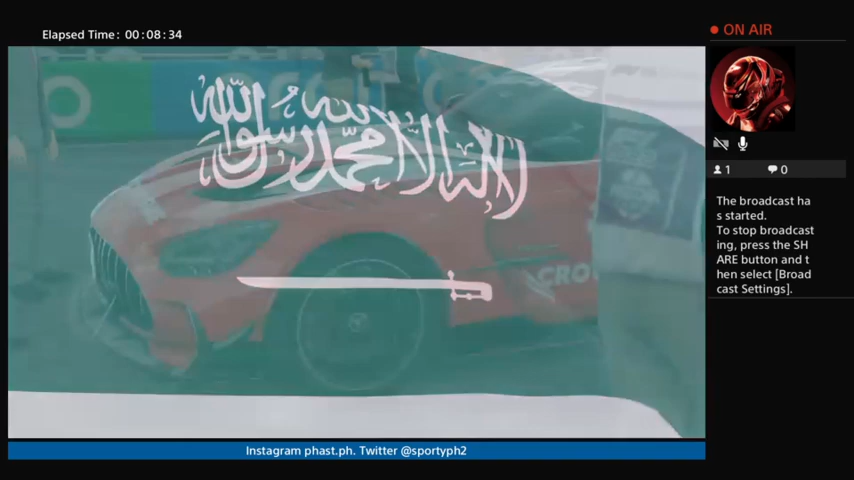 Elapsed Time: 00:08:34
ON AIR
لا إله إلا الله محمد رسول الله
CRO
1
0
The broadcast ha
s started.
To stop broadcast
ing, press the SH
ARE button and t
hen select [Broad
cast Settings].
Instagram phast.ph. Twitter @sportyph2